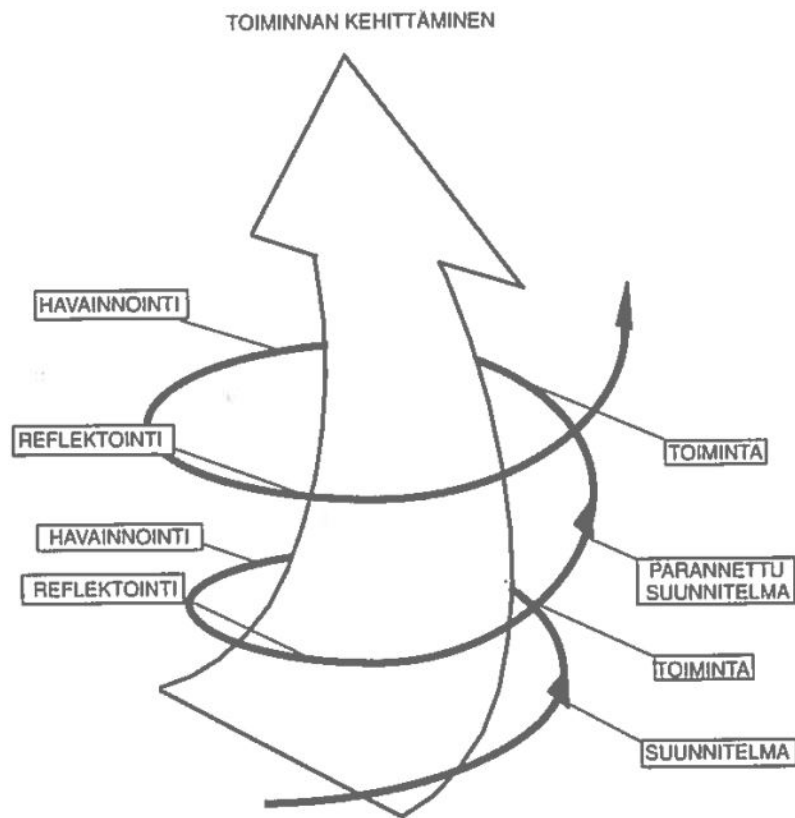 TOIMINNAN KEHITTÄMINEN
HAVAINNOINTI
REFLEKTOINTI
TOIMINTA
HAVAINNOINTI
REFLEKTOINTI
PARANNETTU
SUUNNITELMA
TOIMINTA
SUUNNITELMA